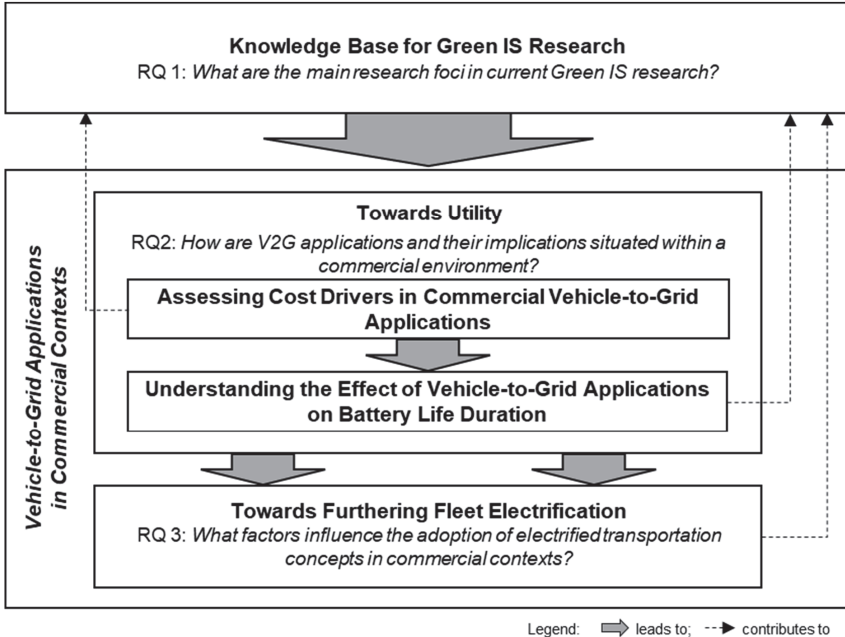 Knowledge Base for Green IS Research
RQ 1: What are the main research foci in current Green IS research?
Vehicle-to-Grid Applications
in Commercial Contexts
Towards Utility
RQ2: How are V2G applications and their implications situated within a
commercial environment?
Assessing Cost Drivers in Commercial Vehicle-to-Grid
Applications
Understanding the Effect of Vehicle-to-Grid Applications
on Battery Life Duration
Towards Furthering Fleet Electrification
RQ 3: What factors influence the adoption of electrified transportation
concepts in commercial contexts?
Legend: leads to; contributes to